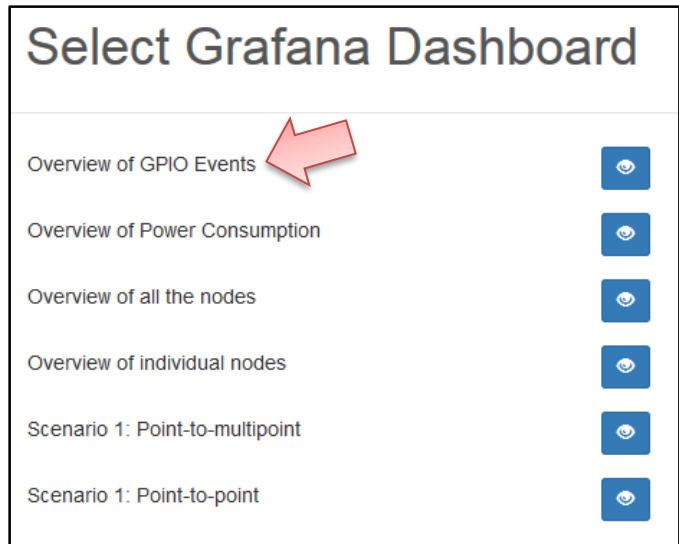 Select Grafana Dashboard
Overview of GPIO Events
Overview of Power Consumption
Overview of all the nodes
Overview of individual nodes
Scenario 1: Point-to-multipoint
Scenario 1: Point-to-point